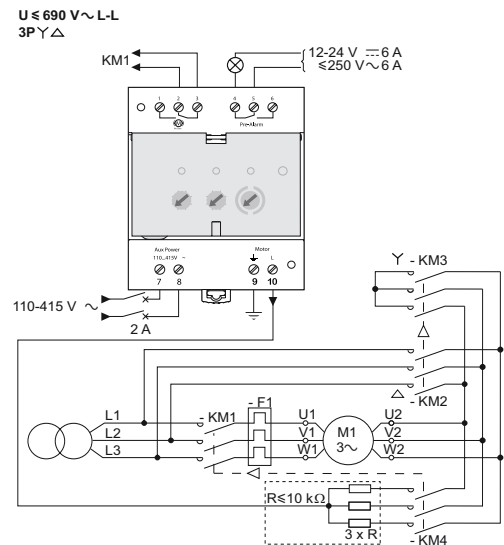 U ≤ 690 V ∼ L-L
3P Y △
KM1
12-24 V ⎓ 6 A
≤250 V ∼ 6 A
1 2 3 4 5 6
Pre-Alarm
Aux Power
110...415V ~
Motor
L
7 8 9 10
110-415 V ∼
2 A
Y - KM3
△
△ - KM2
L1
L2
L3
- KM1
- F1
U1
V1
W1
M1
3∼
U2
V2
W2
R≤10 kΩ
3 x R
- KM4